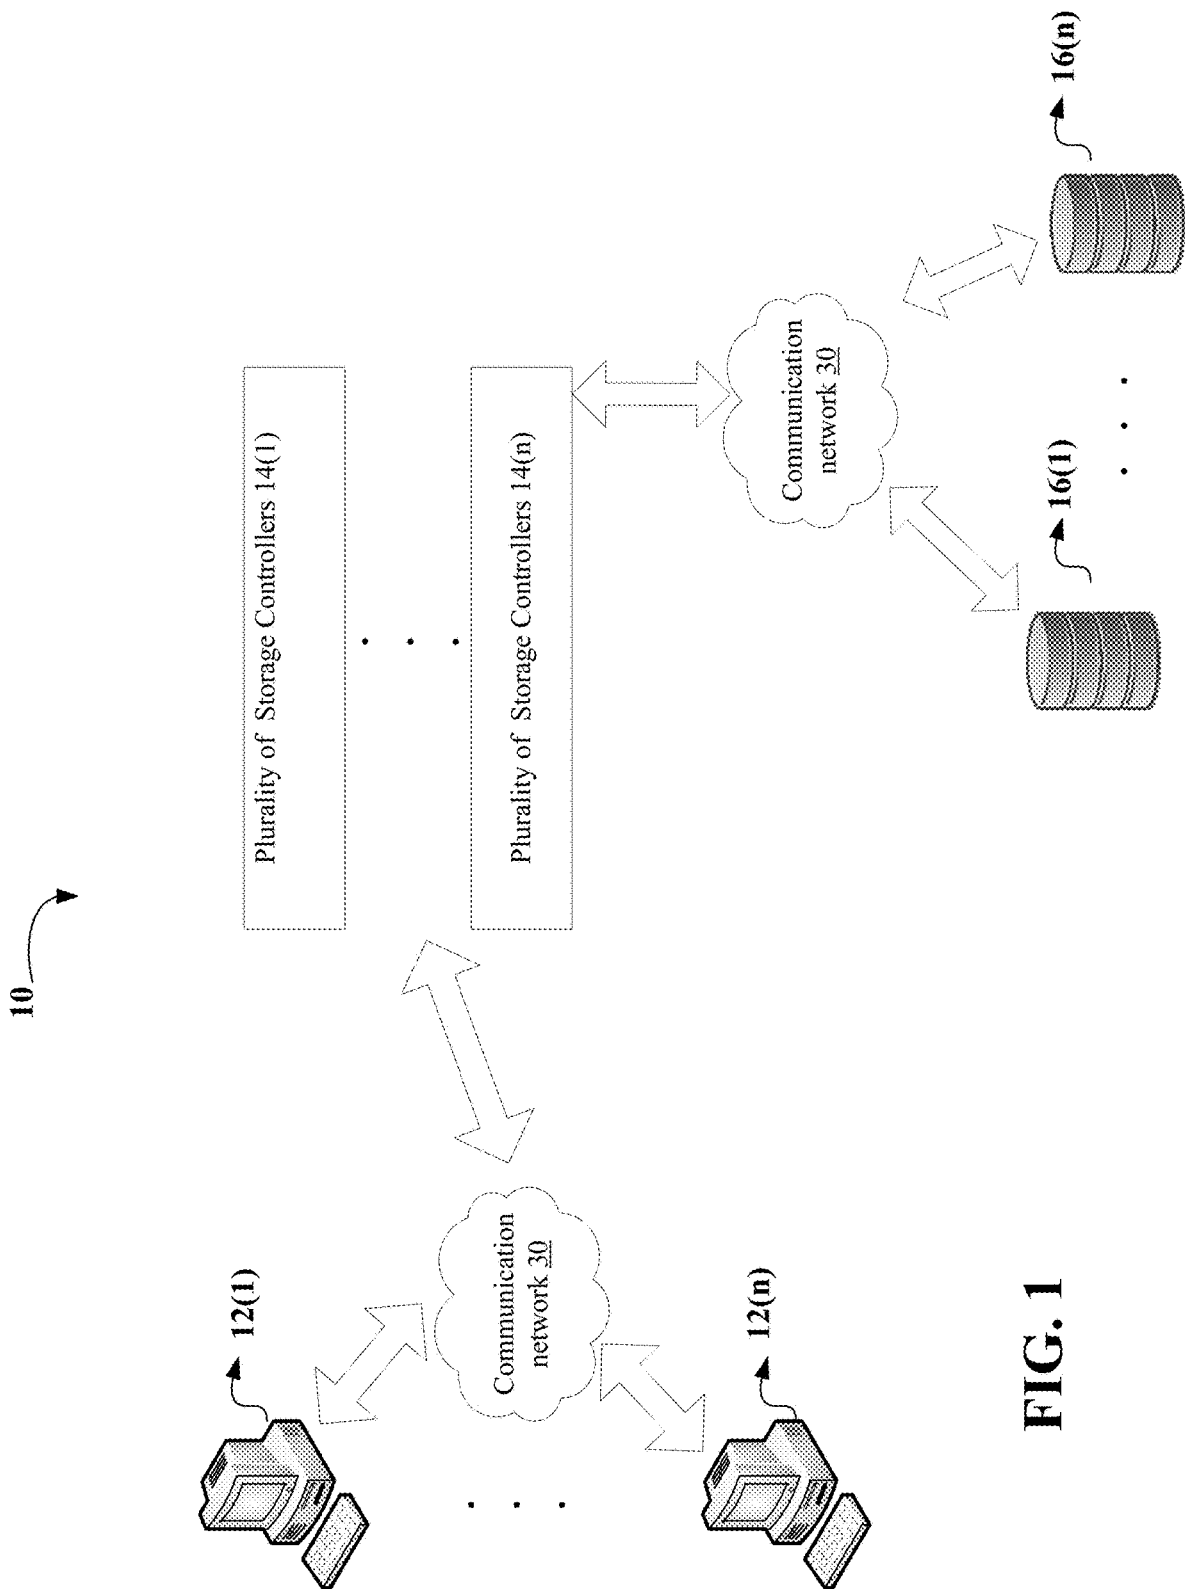 10
Plurality of Storage Controllers 14(1)
Plurality of Storage Controllers 14(n)
12(1)
Communication
network 30
12(n)
Communication
network 30
16(1)
16(n)
FIG. 1